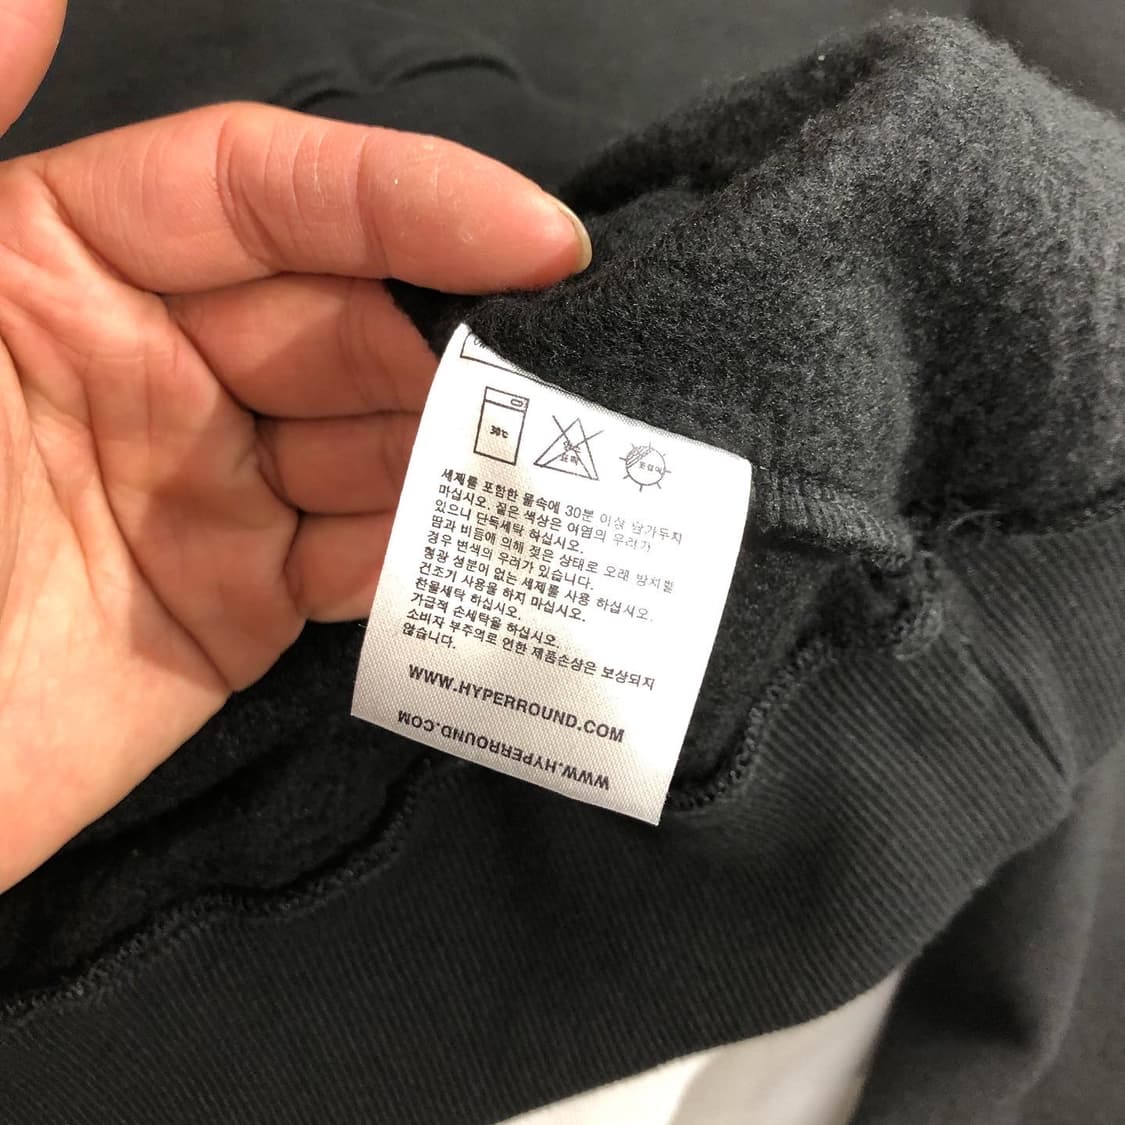 30℃
염소
표백
옷걸이
세제를 포함한 물속에 30분 이상 담가두지
마십시오. 짙은 색상은 이염의 우려가
있으니 단독세탁 하십시오.
땀과 비듬에 의해 젖은 상태로 오래 방치될
경우 변색의 우려가 있습니다.
형광 성분이 없는 세제를 사용 하십시오.
건조기 사용을 하지 마십시오.
찬물세탁 하십시오.
가급적 손세탁을 하십시오.
소비자 부주의로 인한 제품손상은 보상되지
않습니다.
WWW.HYPERROUND.COM
WWW.HYPERROUND.COM